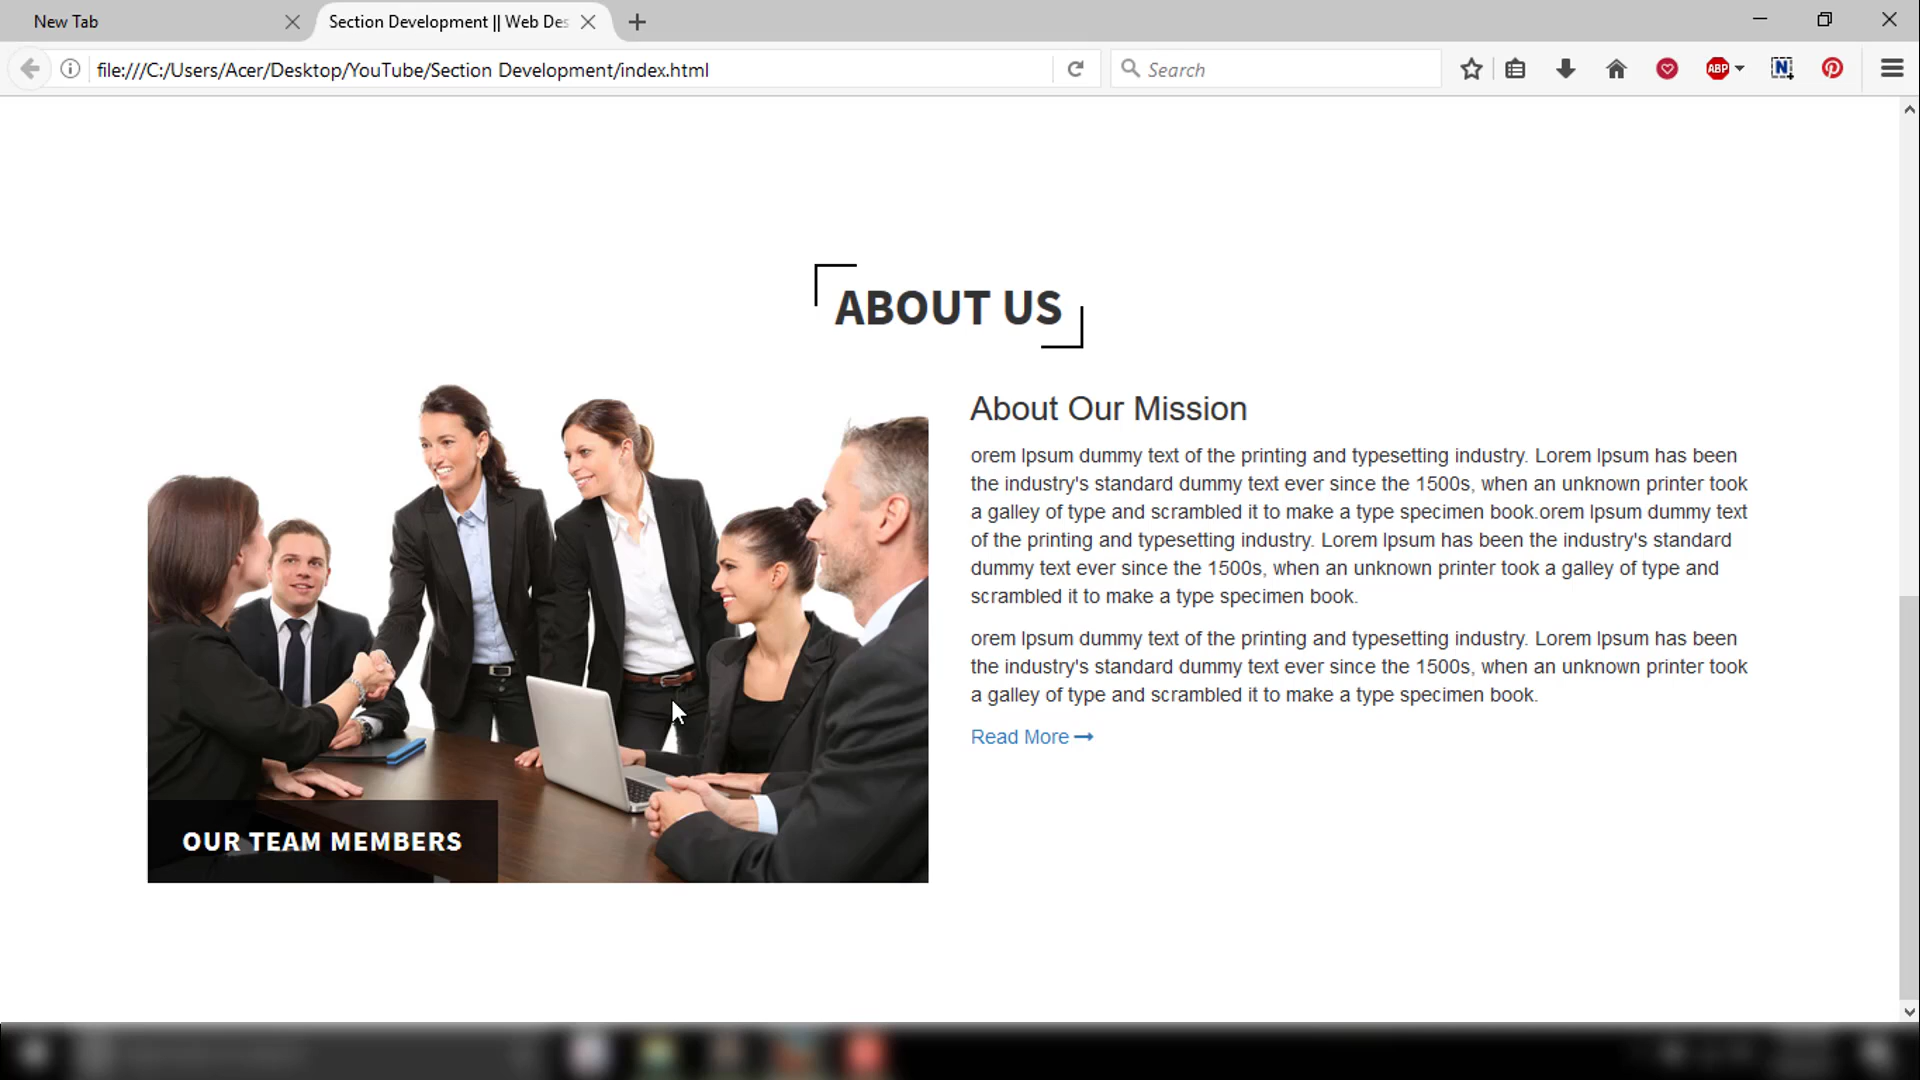 New Tab
Section Development || Web Des
file:///C:/Users/Acer/Desktop/YouTube/Section Development/index.html
Search
ABP
N
ABOUT US
OUR TEAM MEMBERS
About Our Mission
orem Ipsum dummy text of the printing and typesetting industry. Lorem Ipsum has been
the industry's standard dummy text ever since the 1500s, when an unknown printer took
a galley of type and scrambled it to make a type specimen book.orem Ipsum dummy text
of the printing and typesetting industry. Lorem Ipsum has been the industry's standard
dummy text ever since the 1500s, when an unknown printer took a galley of type and
scrambled it to make a type specimen book.
orem Ipsum dummy text of the printing and typesetting industry. Lorem Ipsum has been
the industry's standard dummy text ever since the 1500s, when an unknown printer took
a galley of type and scrambled it to make a type specimen book.
Read More